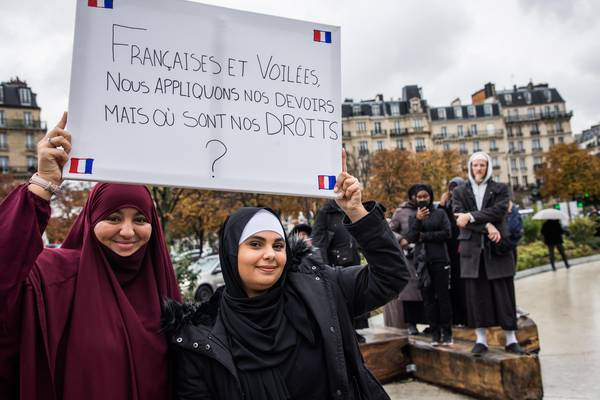 FRANÇAISES ET VOILÉES,
NOUS APPLIQUONS NOS DEVOIRS
MAIS OÙ SONT NOS DROITS
?